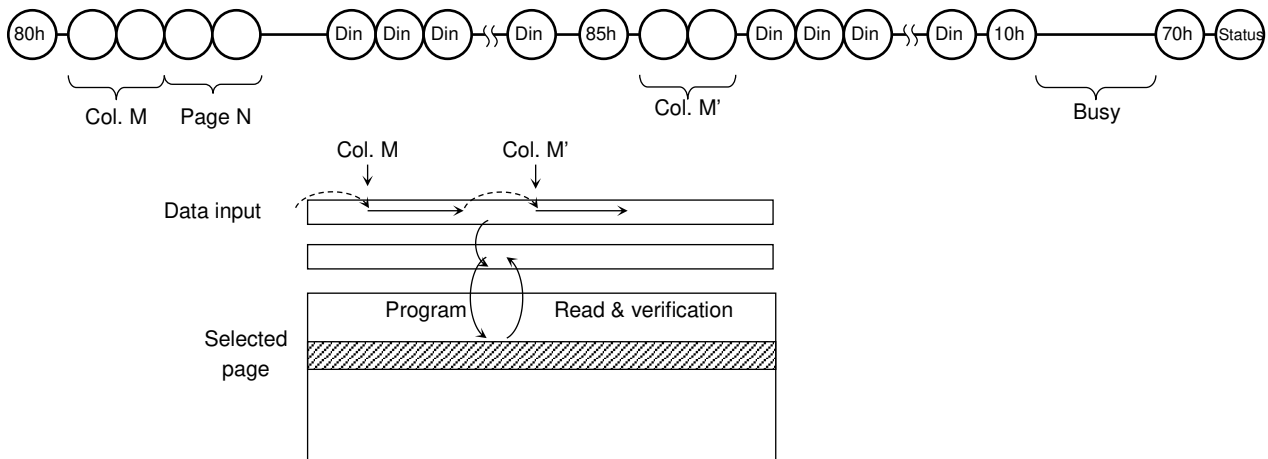 80h Din Din Din Din 85h Din Din Din Din 10h 70h Status
Col. M Page N Col. M' Busy
Col. M Col. M'
Data input
Program Read & verification
Selected
page